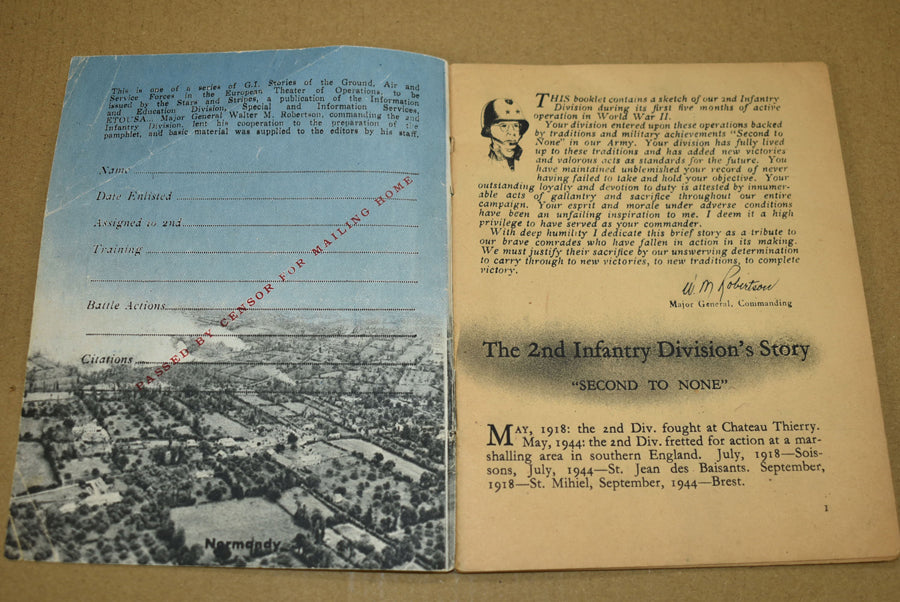 This is one of a series of G.I. Stories of the Ground, Air and
Service Forces in the European Theater of Operations, to be
issued by the Stars and Stripes, a publication of the Information
and Education Division, Special and Information Services,
ETOUSA... Major General Walter M. Robertson, commanding the 2nd
Infantry Division, lent his cooperation to the preparation of the
pamphlet, and basic material was supplied to the editors by his staff.
Name
Date Enlisted
Assigned to 2nd
Training
Battle Actions
Citations
PASSED BY CENSOR FOR MAILING HOME
Normandy
THIS booklet contains a sketch of our 2nd Infantry
Division during its first five months of active
operation in World War II.
Your division entered upon these operations backed
by traditions and military achievements "Second to
None" in our Army. Your division has fully lived
up to these traditions and has added new victories
and valorous acts as standards for the future. You
have maintained unblemished your record of never
having failed to take and hold your objective. Your
outstanding loyalty and devotion to duty is attested by innumer-
able acts of gallantry and sacrifice throughout our entire
campaign. Your esprit and morale under adverse conditions
have been an unfailing inspiration to me. I deem it a high
privilege to have served as your commander.
With deep humility I dedicate this brief story as a tribute to
our brave comrades who have fallen in action in its making.
We must justify their sacrifice by our unswerving determination
to carry through to new victories, to new traditions, to complete
victory.
W. M. Robertson
Major General, Commanding
The 2nd Infantry Division's Story
"SECOND TO NONE"
MAY, 1918: the 2nd Div. fought at Chateau Thierry.
May, 1944: the 2nd Div. fretted for action at a mar-
shalling area in southern England. July, 1918—Sois-
sons, July, 1944—St. Jean des Baisants. September,
1918—St. Mihiel, September, 1944—Brest.
1